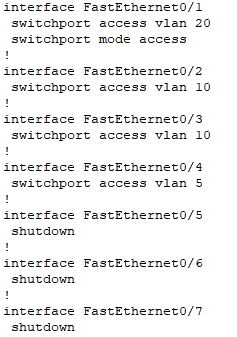 interface FastEthernet0/1
 switchport access vlan 20
 switchport mode access
!
interface FastEthernet0/2
 switchport access vlan 10
!
interface FastEthernet0/3
 switchport access vlan 10
!
interface FastEthernet0/4
 switchport access vlan 5
!
interface FastEthernet0/5
 shutdown
!
interface FastEthernet0/6
 shutdown
!
interface FastEthernet0/7
 shutdown